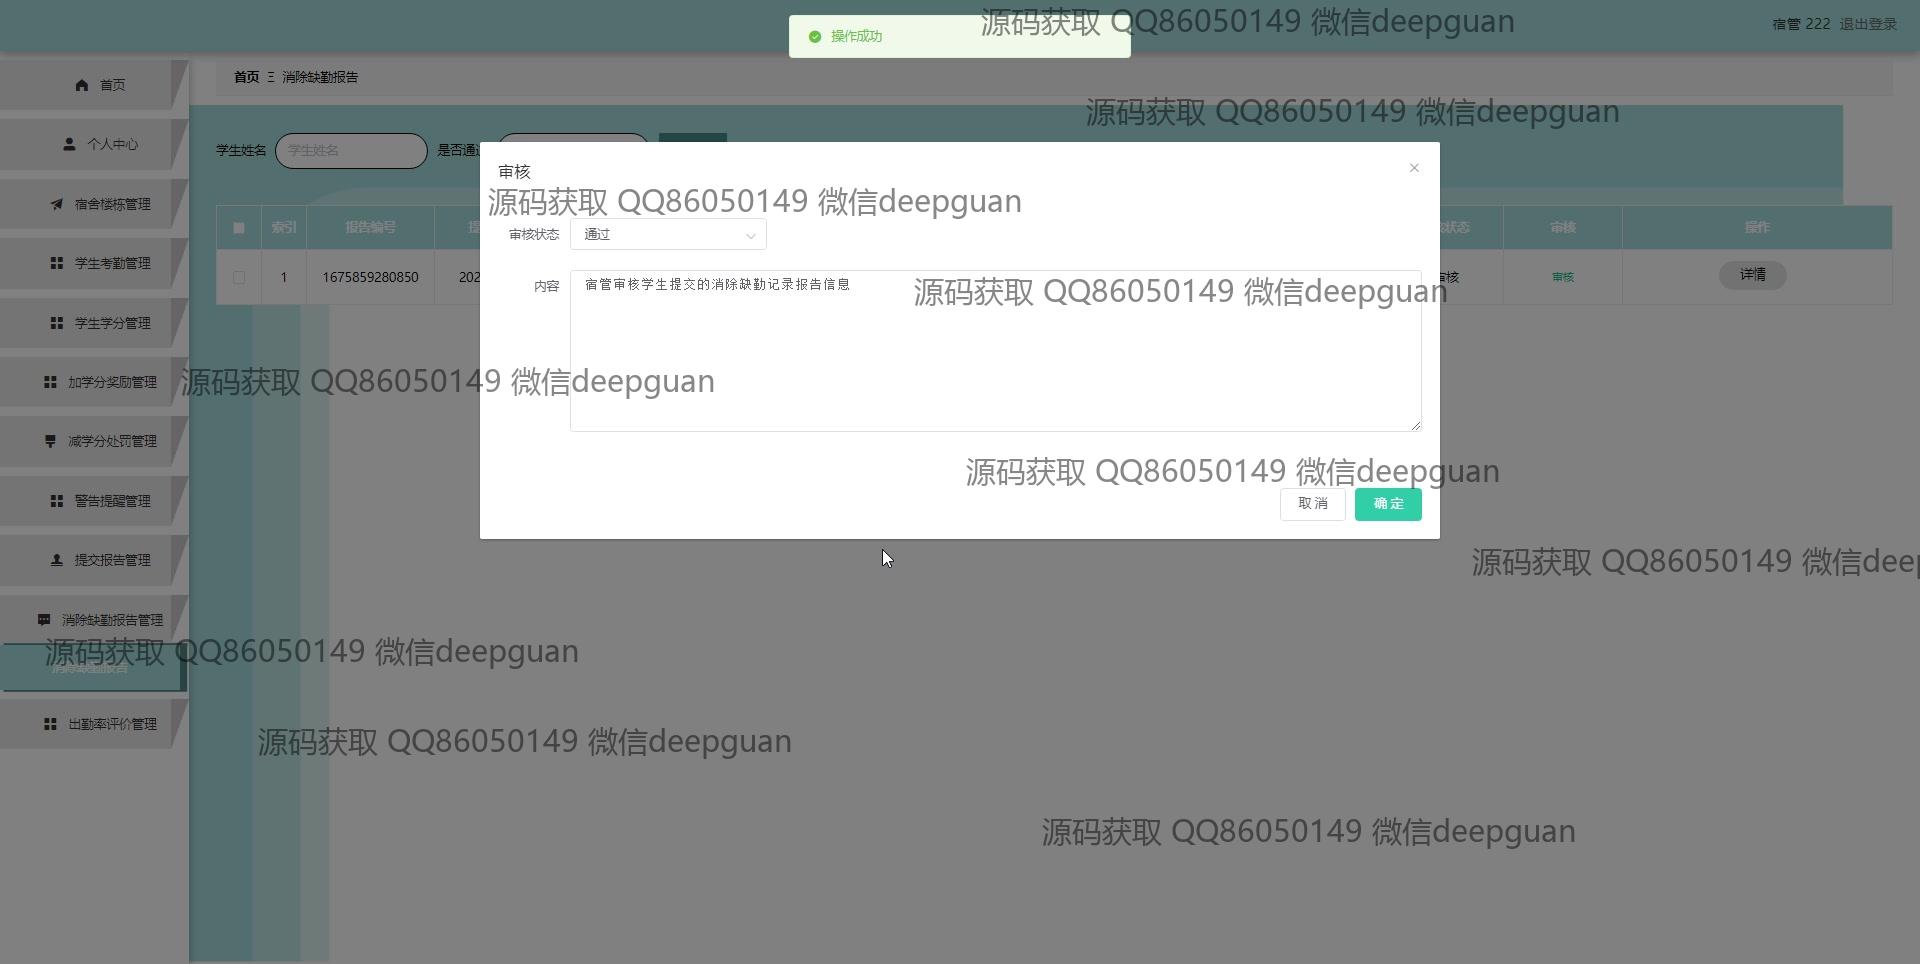 源码获取 QQ86050149 微信deepguan
操作成功
宿管 222 退出登录
首页 Ξ 消除缺勤报告
首页
源码获取 QQ86050149 微信deepguan
个人中心
学生姓名 学生姓名 是否通过
审核
源码获取 QQ86050149 微信deepguan
宿舍楼栋管理
审核状态 通过
索引 报告编号 状态 审核 操作
学生考勤管理
1 1675859280850 202 审核 审核 详情
内容 宿管审核学生提交的消除缺勤记录报告信息
源码获取 QQ86050149 微信deepguan
学生学分管理
加学分奖励管理
源码获取 QQ86050149 微信deepguan
减学分处罚管理
源码获取 QQ86050149 微信deepguan
警告提醒管理
取消 确定
提交报告管理
源码获取 QQ86050149 微信deep
消除缺勤报告管理
源码获取 QQ86050149 微信deepguan
消除缺勤报告
出勤率评价管理
源码获取 QQ86050149 微信deepguan
源码获取 QQ86050149 微信deepguan